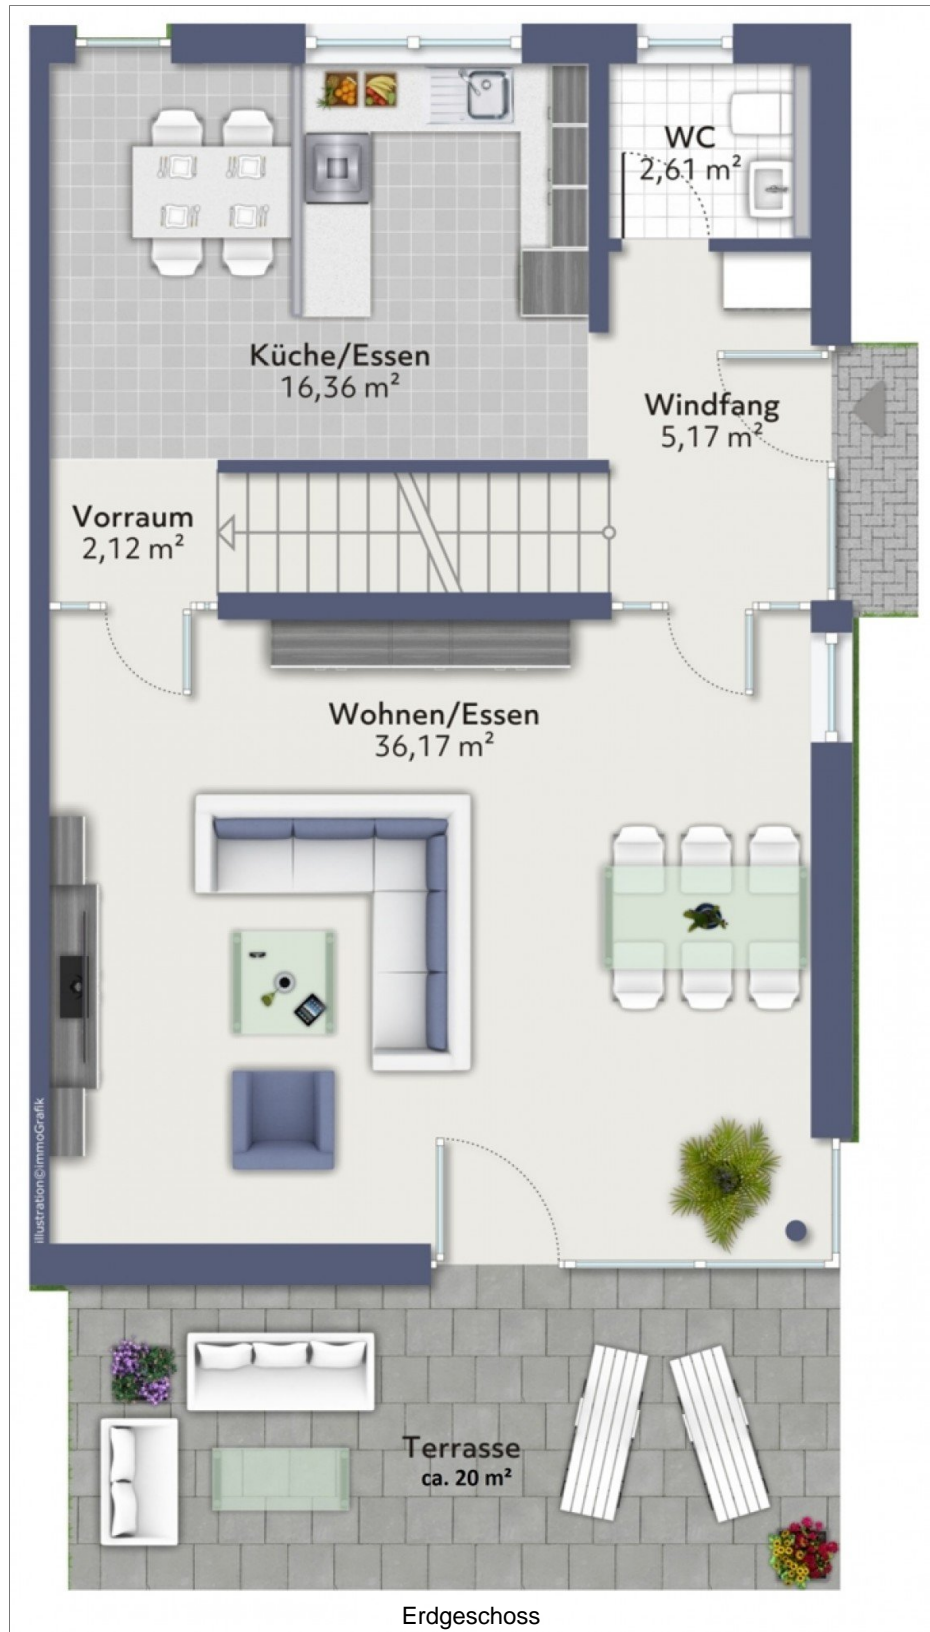 WC
2,61 m²
Küche/Essen
16,36 m²
Windfang
5,17 m²
Vorraum
2,12 m²
Wohnen/Essen
36,17 m²
illustration©immoGrafik
Terrasse
ca. 20 m²
Erdgeschoss